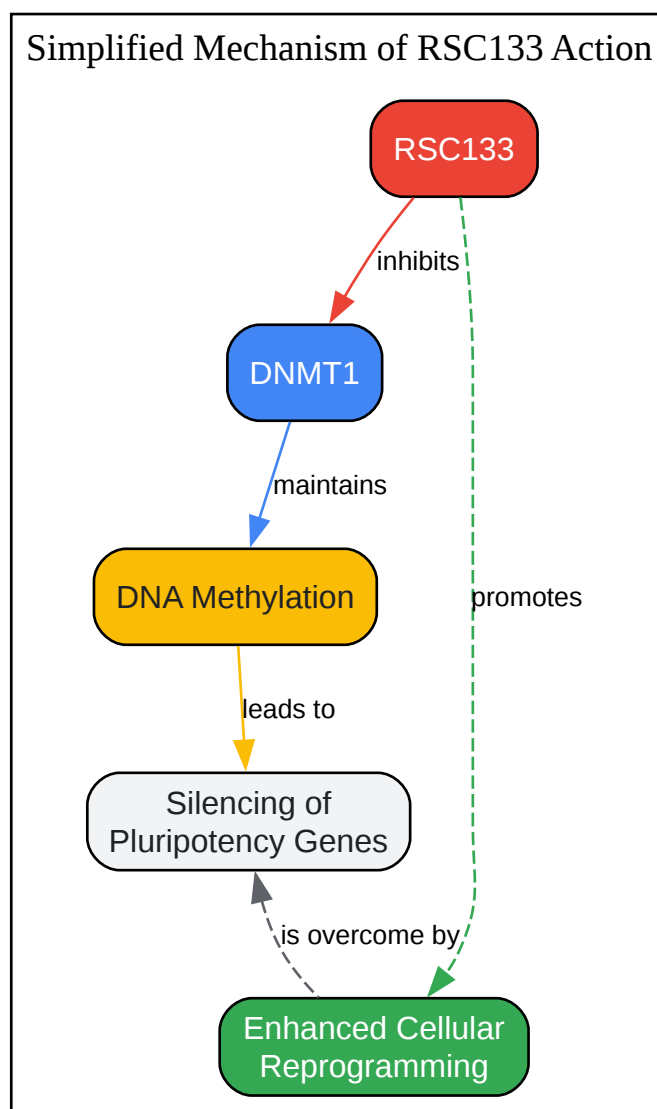 Simplified Mechanism of RSC133 Action
RSC133
inhibits
DNMT1
maintains
DNA Methylation
promotes
leads to
Silencing of
Pluripotency Genes
is overcome by
Enhanced Cellular
Reprogramming